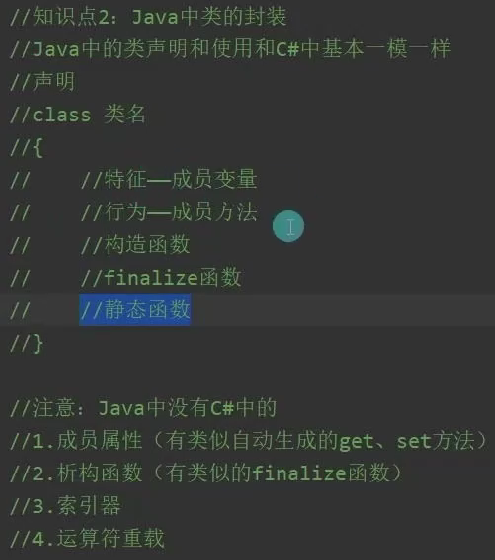 //知识点2：Java中类的封装
//Java中的类声明和使用和C#中基本一模一样
//声明
//class 类名
//{
//    //特征——成员变量
//    //行为——成员方法
//    //构造函数
//    //finalize函数
//    //静态函数
//}
//注意：Java中没有C#中的
//1.成员属性（有类似自动生成的get、set方法）
//2.析构函数（有类似的finalize函数）
//3.索引器
//4.运算符重载